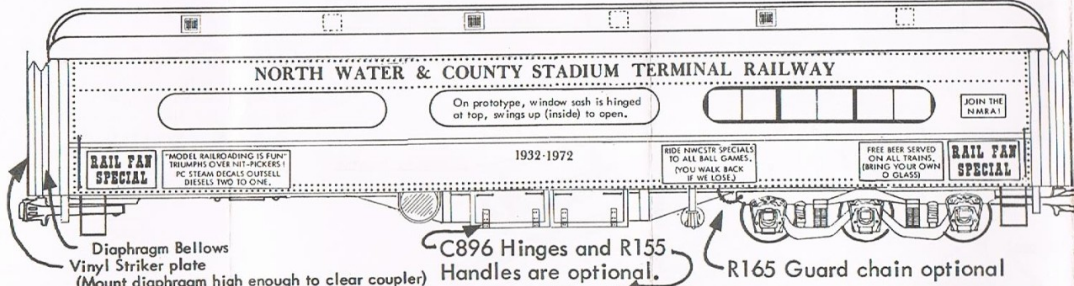 NORTH WATER & COUNTY STADIUM TERMINAL RAILWAY
On prototype, window sash is hinged
at top, swings up (inside) to open.
JOIN THE
NMRA!
RAIL FAN
SPECIAL
"MODEL RAILROADING IS FUN"
TRIUMPHS OVER NIT-PICKERS!
PC STEAM DECALS OUTSELL
DIESELS TWO TO ONE.
1932-1972
RIDE NWCSTR SPECIALS
TO ALL BALL GAMES.
(YOU WALK BACK
IF WE LOSE.)
FREE BEER SERVED
ON ALL TRAINS.
(BRING YOUR OWN
O GLASS)
RAIL FAN
SPECIAL
Diaphragm Bellows
Vinyl Striker plate
(Mount diaphragm high enough to clear coupler)
C896 Hinges and R155
Handles are optional.
R165 Guard chain optional